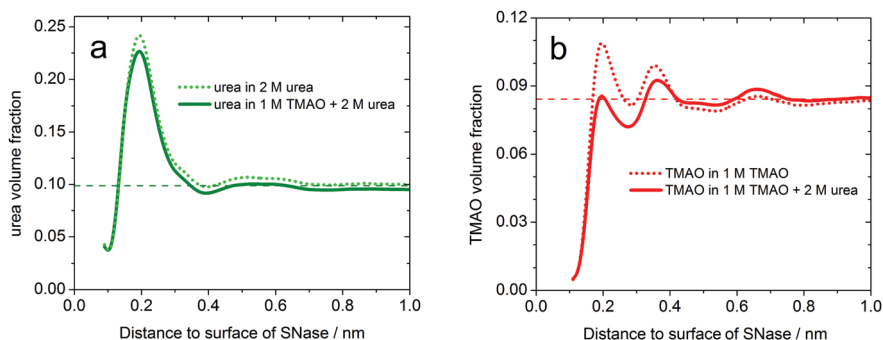 a
urea in 2 M urea
urea in 1 M TMAO + 2 M urea
urea volume fraction
0.25
0.20
0.15
0.10
0.05
0.00
0.0 0.2 0.4 0.6 0.8 1.0
Distance to surface of SNase / nm
b
TMAO in 1 M TMAO
TMAO in 1 M TMAO + 2 M urea
TMAO volume fraction
0.12
0.09
0.06
0.03
0.00
0.0 0.2 0.4 0.6 0.8 1.0
Distance to surface of SNase / nm